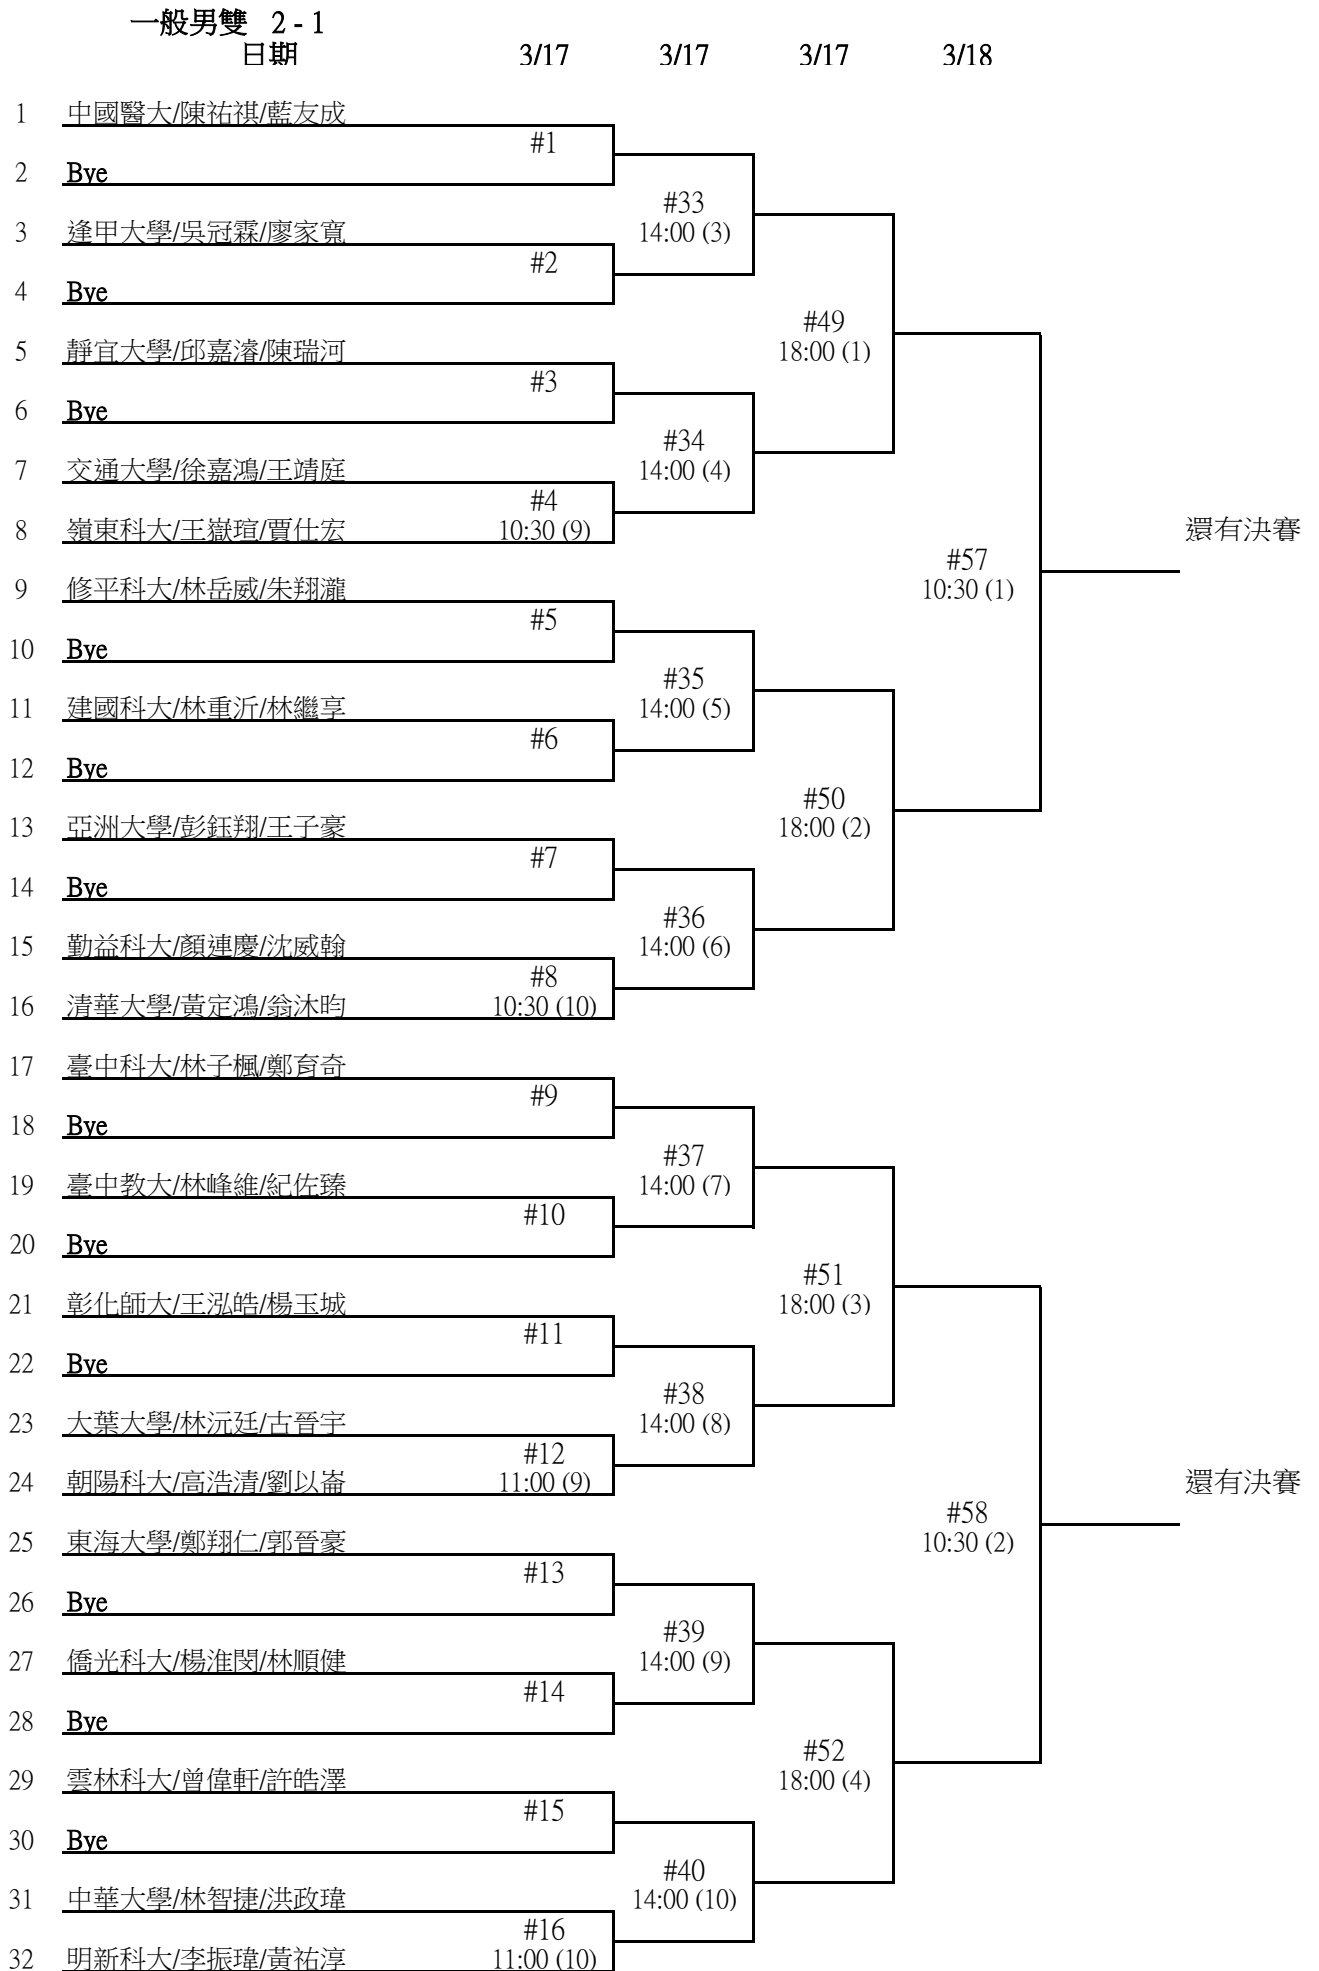 一般男雙 2 - 1
日期 3/17 3/17 3/17 3/18
1 中國醫大/陳祐祺/藍友成
#1
2 Bye
#33
3 逢甲大學/吳冠霖/廖家寬 14:00 (3)
#2
4 Bye
#49
5 靜宜大學/邱嘉濬/陳瑞河 18:00 (1)
#3
6 Bye
#34
7 交通大學/徐嘉鴻/王靖庭 14:00 (4)
#4
8 嶺東科大/王嶽瑄/賈仕宏 10:30 (9) 還有決賽
#57
9 修平科大/林岳威/朱翔瀧 10:30 (1)
#5
10 Bye
#35
11 建國科大/林重沂/林繼享 14:00 (5)
#6
12 Bye
#50
13 亞洲大學/彭鈺翔/王子豪 18:00 (2)
#7
14 Bye
#36
15 勤益科大/顏連慶/沈威翰 14:00 (6)
#8
16 清華大學/黃定鴻/翁沐昀 10:30 (10)
17 臺中科大/林子楓/鄭育奇
#9
18 Bye
#37
19 臺中教大/林峰維/紀佐臻 14:00 (7)
#10
20 Bye
#51
21 彰化師大/王泓皓/楊玉城 18:00 (3)
#11
22 Bye
#38
23 大葉大學/林沅廷/古晉宇 14:00 (8)
#12
24 朝陽科大/高浩清/劉以崙 11:00 (9) 還有決賽
#58
25 東海大學/鄭翔仁/郭晉豪 10:30 (2)
#13
26 Bye
#39
27 僑光科大/楊淮閔/林順健 14:00 (9)
#14
28 Bye
#52
29 雲林科大/曾偉軒/許皓澤 18:00 (4)
#15
30 Bye
#40
31 中華大學/林智捷/洪政瑋 14:00 (10)
#16
32 明新科大/李振瑋/黃祐淳 11:00 (10)